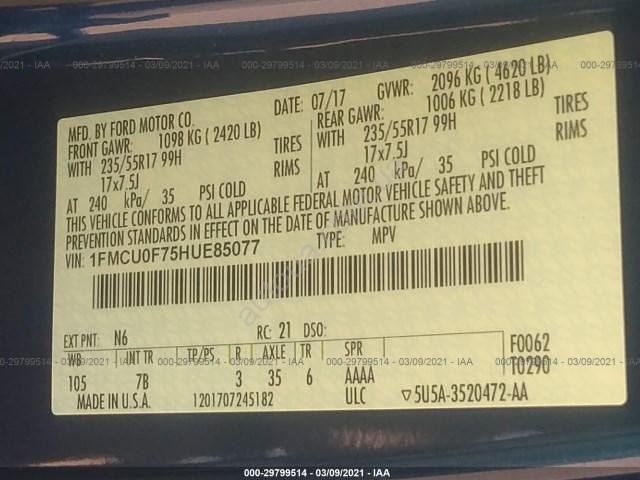 000-29799514 - 03/09/2021 - IAA
MFD. BY FORD MOTOR CO.
DATE: 07/17
GVWR: 2096 KG ( 4620 LB)
FRONT GAWR: 1098 KG ( 2420 LB)
REAR GAWR: 1006 KG ( 2218 LB)
WITH 235/55R17 99H TIRES
17x7.5J RIMS
AT 240 kPa/ 35 PSI COLD
WITH 235/55R17 99H TIRES
17x7.5J RIMS
AT 240 kPa/ 35 PSI COLD
THIS VEHICLE CONFORMS TO ALL APPLICABLE FEDERAL MOTOR VEHICLE SAFETY AND THEFT
PREVENTION STANDARDS IN EFFECT ON THE DATE OF MANUFACTURE SHOWN ABOVE.
VIN: 1FMCU0F75HUE85077
TYPE: MPV
EXT PNT: N6 RC: 21 DSO:
WB INT TR TP/PS R AXLE TR SPR
105 7B 3 35 6 AAAA
F0062
T0290
MADE IN U.S.A. 1201707245182 ULC ▽5U5A-3520472-AA
000-29799514 - 03/09/2021 - IAA